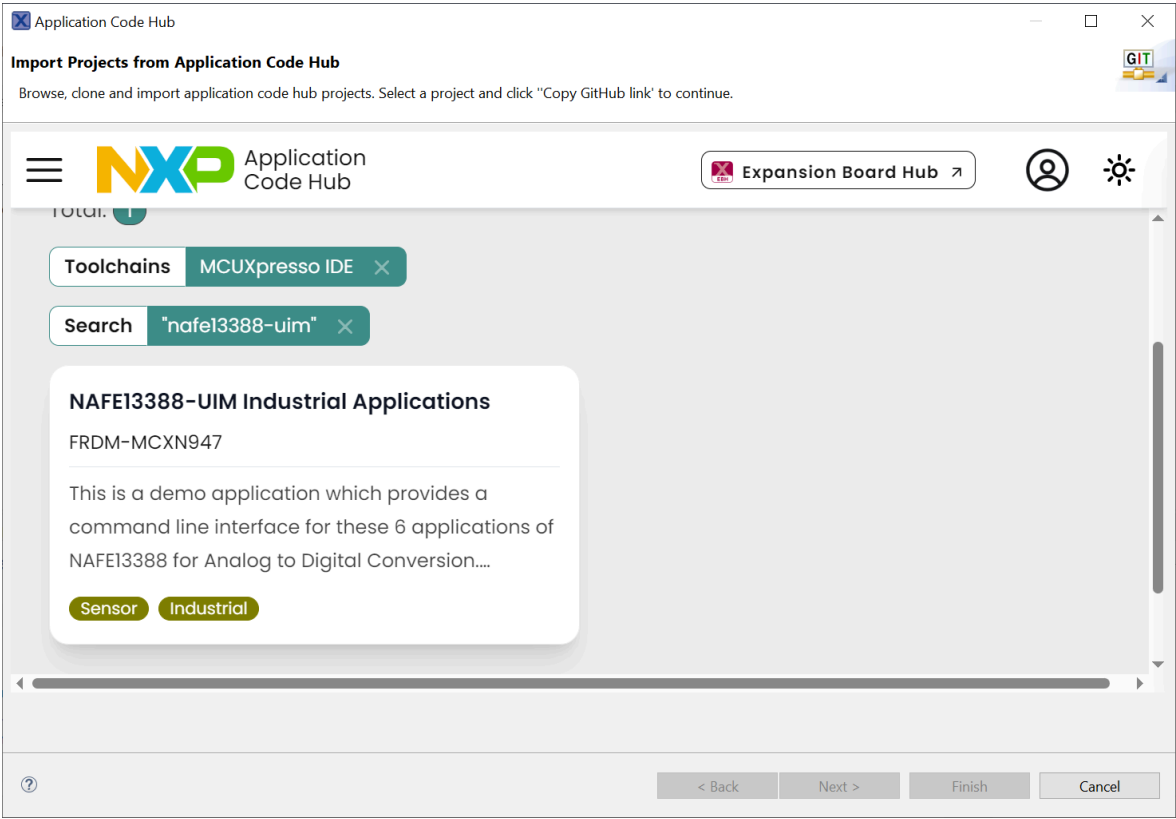 Application Code Hub
Import Projects from Application Code Hub
GIT
Browse, clone and import application code hub projects. Select a project and click "Copy GitHub link' to continue.
NXP
Application
Code Hub
Expansion Board Hub
Total: 1
Toolchains MCUXpresso IDE
Search "nafe13388-uim"
NAFE13388-UIM Industrial Applications
FRDM-MCXN947
This is a demo application which provides a
command line interface for these 6 applications of
NAFE13388 for Analog to Digital Conversion....
Sensor Industrial
< Back Next > Finish Cancel